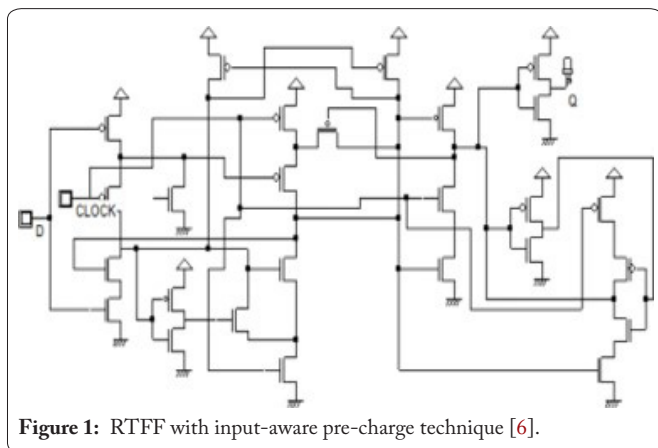 Q
CLOCK
D
Figure 1: RTFF with input-aware pre-charge technique [6].